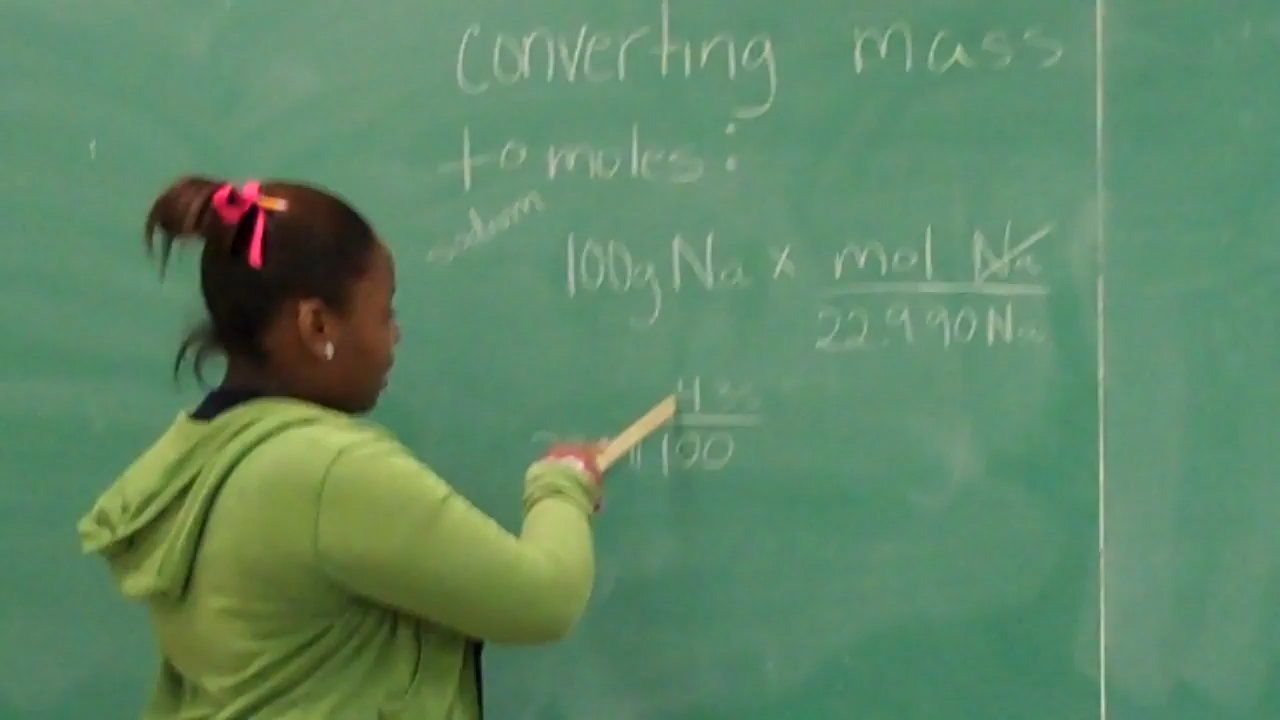 converting mass
to moles:
sodium
100g Na x mol Na
22.990 Na
100